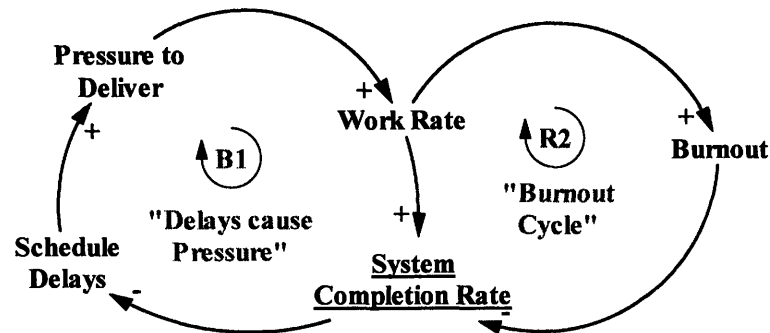 Pressure to
Deliver
+
Work Rate
+
Burnout
+
B1
R2
"Delays cause
Pressure"
"Burnout
Cycle"
+
Schedule
Delays
-
System
Completion Rate
-